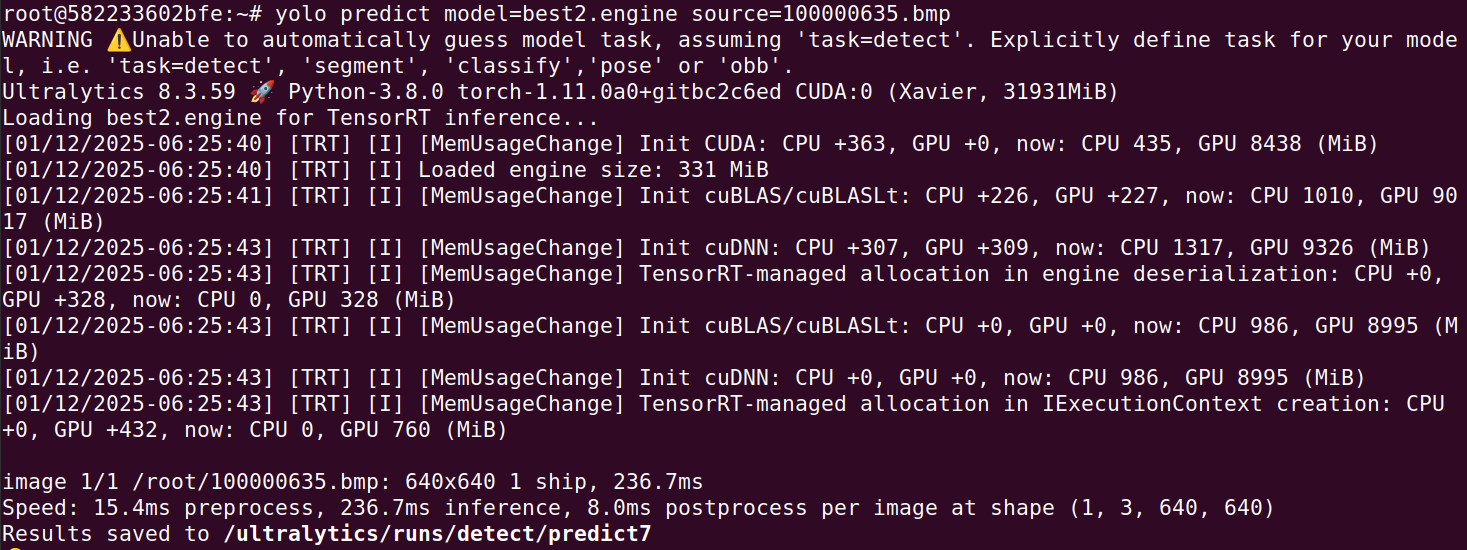 root@582233602bfe:~# yolo predict model=best2.engine source=100000635.bmp
WARNING ⚠️Unable to automatically guess model task, assuming 'task=detect'. Explicitly define task for your mode
l, i.e. 'task=detect', 'segment', 'classify','pose' or 'obb'.
Ultralytics 8.3.59 🚀 Python-3.8.0 torch-1.11.0a0+gitbc2c6ed CUDA:0 (Xavier, 31931MiB)
Loading best2.engine for TensorRT inference...
[01/12/2025-06:25:40] [TRT] [I] [MemUsageChange] Init CUDA: CPU +363, GPU +0, now: CPU 435, GPU 8438 (MiB)
[01/12/2025-06:25:40] [TRT] [I] Loaded engine size: 331 MiB
[01/12/2025-06:25:41] [TRT] [I] [MemUsageChange] Init cuBLAS/cuBLASLt: CPU +226, GPU +227, now: CPU 1010, GPU 90
17 (MiB)
[01/12/2025-06:25:43] [TRT] [I] [MemUsageChange] Init cuDNN: CPU +307, GPU +309, now: CPU 1317, GPU 9326 (MiB)
[01/12/2025-06:25:43] [TRT] [I] [MemUsageChange] TensorRT-managed allocation in engine deserialization: CPU +0,
GPU +328, now: CPU 0, GPU 328 (MiB)
[01/12/2025-06:25:43] [TRT] [I] [MemUsageChange] Init cuBLAS/cuBLASLt: CPU +0, GPU +0, now: CPU 986, GPU 8995 (M
iB)
[01/12/2025-06:25:43] [TRT] [I] [MemUsageChange] Init cuDNN: CPU +0, GPU +0, now: CPU 986, GPU 8995 (MiB)
[01/12/2025-06:25:43] [TRT] [I] [MemUsageChange] TensorRT-managed allocation in IExecutionContext creation: CPU
+0, GPU +432, now: CPU 0, GPU 760 (MiB)
image 1/1 /root/100000635.bmp: 640x640 1 ship, 236.7ms
Speed: 15.4ms preprocess, 236.7ms inference, 8.0ms postprocess per image at shape (1, 3, 640, 640)
Results saved to /ultralytics/runs/detect/predict7